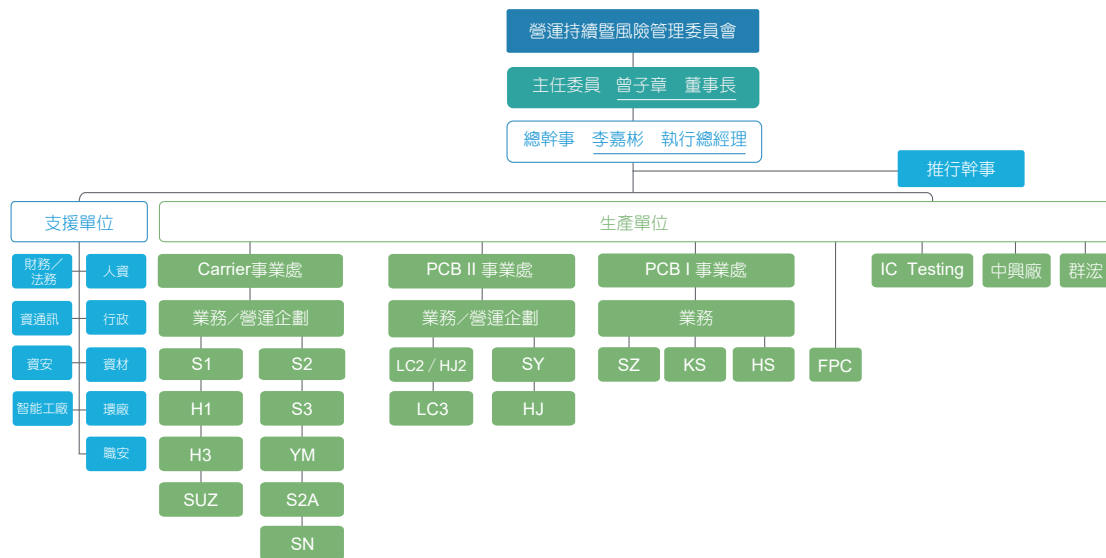 營運持續暨風險管理委員會
主任委員 曾子章 董事長
總幹事 李嘉彬 執行總經理
推行幹事
支援單位
生產單位
財務／
法務
人資
資通訊
行政
資安
資材
智能工廠
環廠
職安
Carrier事業處
業務／營運企劃
S1
S2
H1
S3
H3
YM
SUZ
S2A
SN
PCB II 事業處
業務／營運企劃
LC2／HJ2
SY
LC3
HJ
PCB I 事業處
業務
SZ
KS
HS
FPC
IC Testing
中興廠
群浤